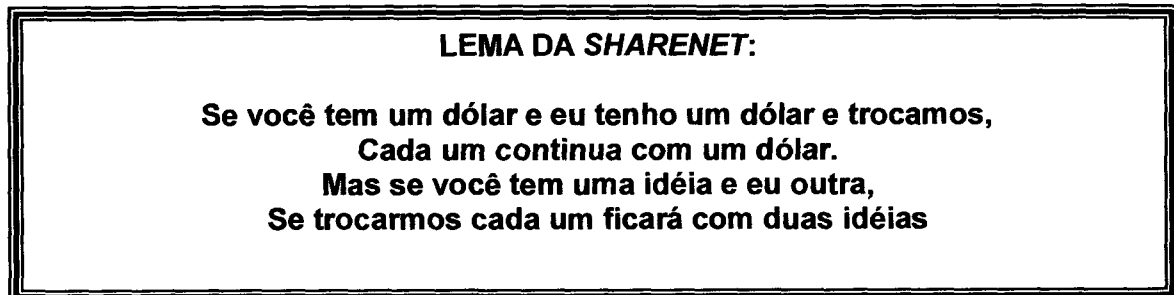 LEMA DA SHARENET:
Se você tem um dólar e eu tenho um dólar e trocamos,
Cada um continua com um dólar.
Mas se você tem uma idéia e eu outra,
Se trocarmos cada um ficará com duas idéias